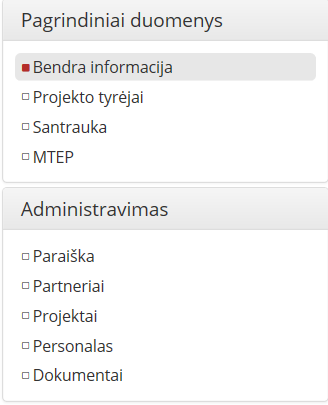 Pagrindiniai duomenys
Bendra informacija
Projekto tyrėjai
Santrauka
MTEP
Administravimas
Paraiška
Partneriai
Projektai
Personalas
Dokumentai